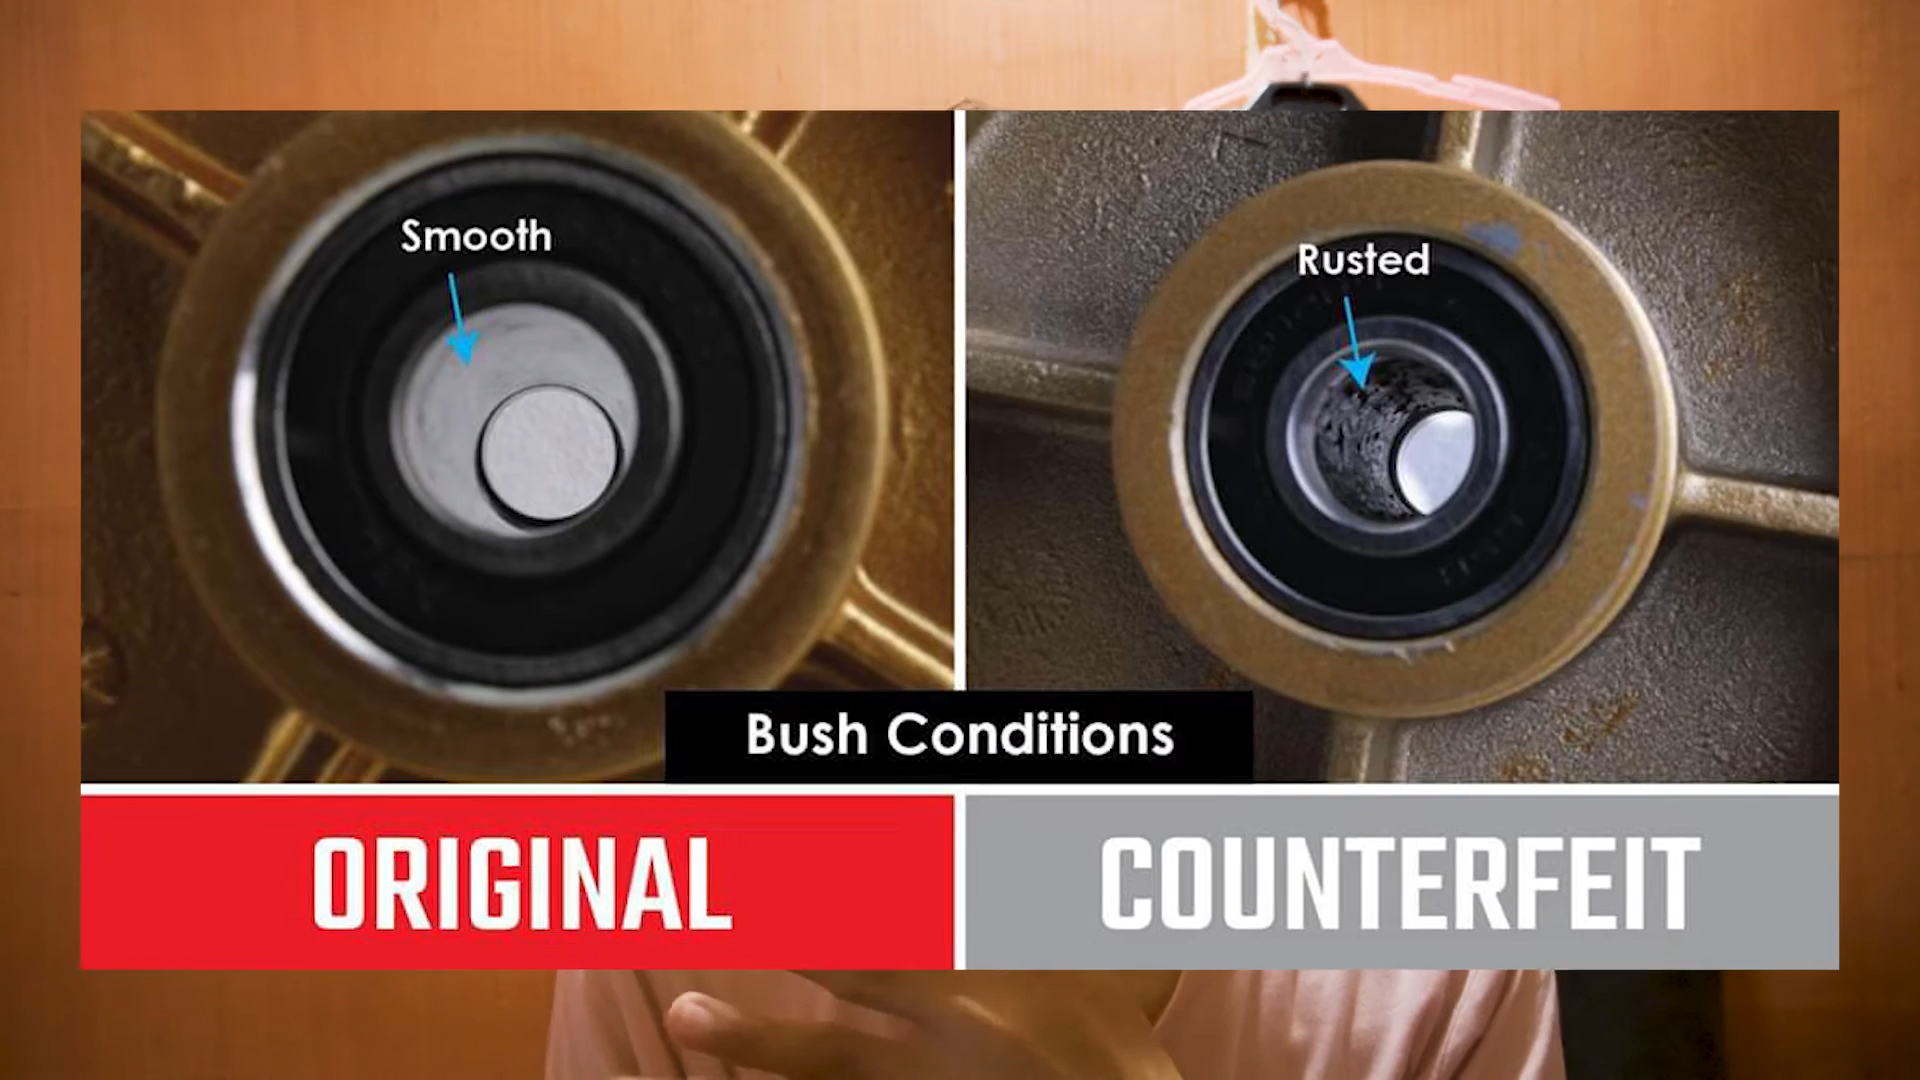 Smooth
Rusted
Bush Conditions
ORIGINAL
COUNTERFEIT